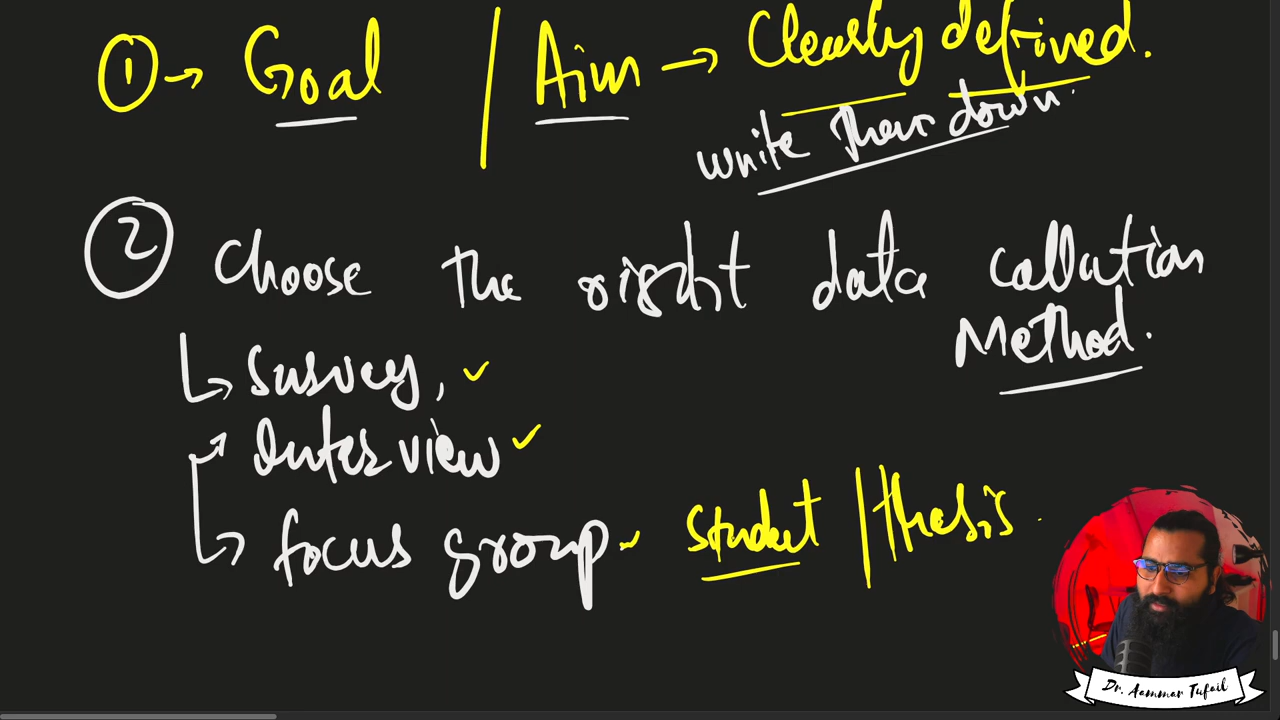 ① → Goal / Aim → Clearly defined.
write them down.
② Choose the right data collection
Method.
↳ Survey, ✓
→ Interview ✓
↳ focus group ✓ student / thesis.
Dr. Aammar Tufail